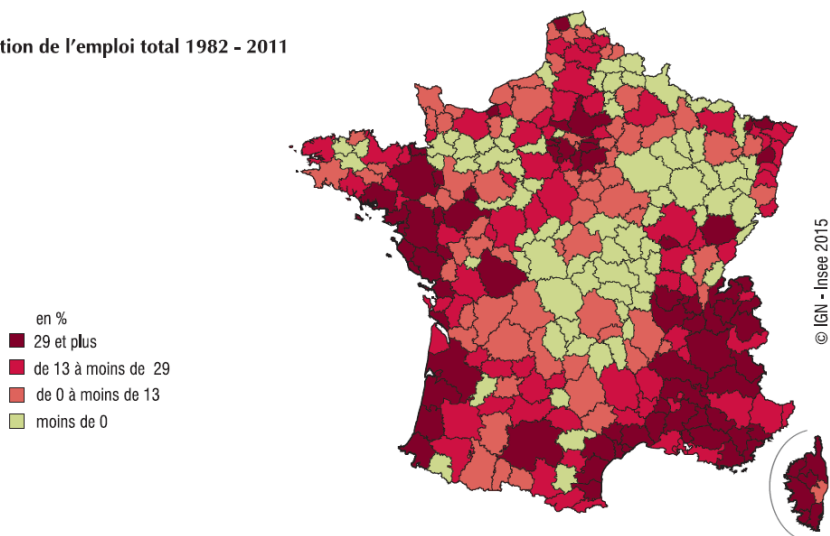 tion de l'emploi total 1982 - 2011
en %
29 et plus
de 13 à moins de 29
de 0 à moins de 13
moins de 0
© IGN - Insee 2015